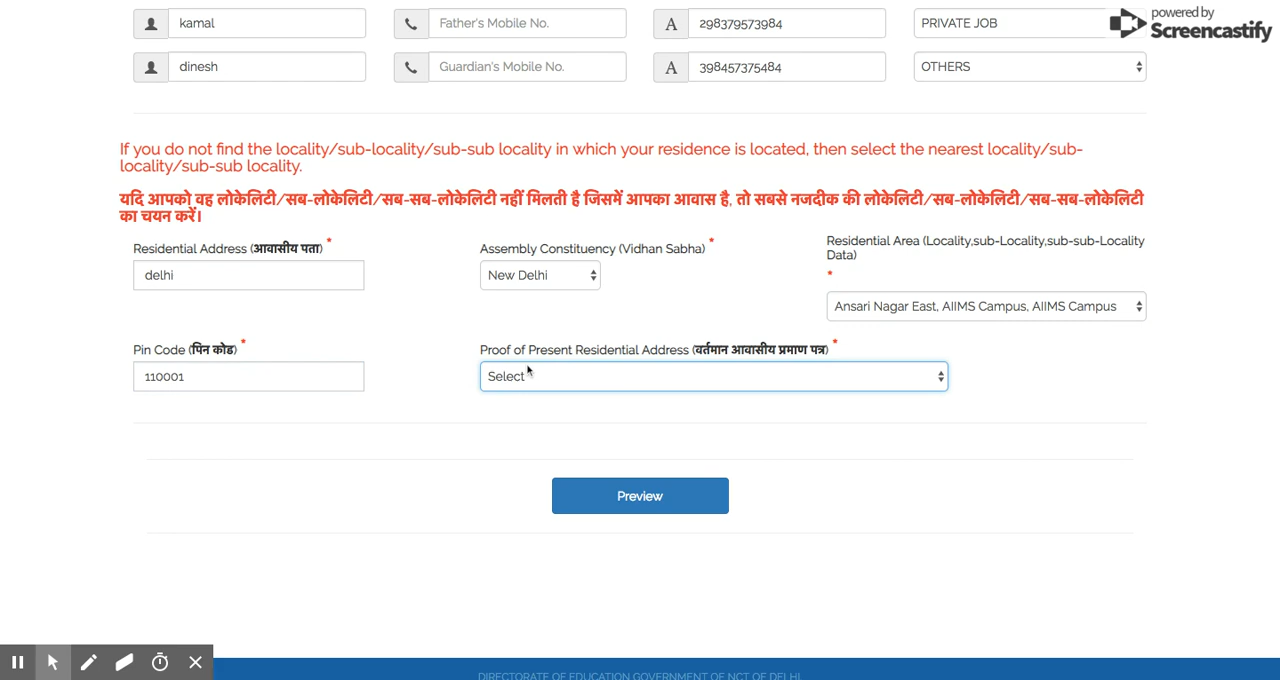 powered by
Screencastify
kamal Father's Mobile No. A 298379573984 PRIVATE JOB
dinesh Guardian's Mobile No. A 398457375484 OTHERS
If you do not find the locality/sub-locality/sub-sub locality in which your residence is located, then select the nearest locality/sub-
locality/sub-sub locality.
यदि आपको वह लोकेलिटी/सब-लोकेलिटी/सब-सब-लोकेलिटी नहीं मिलती है जिसमें आपका आवास है, तो सबसे नजदीक की लोकेलिटी/सब-लोकेलिटी/सब-सब-लोकेलिटी
का चयन करें।
Residential Address (आवासीय पता) *
delhi
Assembly Constituency (Vidhan Sabha) *
New Delhi
Residential Area (Locality,sub-Locality,sub-sub-Locality
Data)
*
Ansari Nagar East, AIIMS Campus, AIIMS Campus
Pin Code (पिन कोड) *
110001
Proof of Present Residential Address (वर्तमान आवासीय प्रमाण पत्र) *
Select
Preview
DIRECTORATE OF EDUCATION GOVERNMENT OF NCT OF DELHI